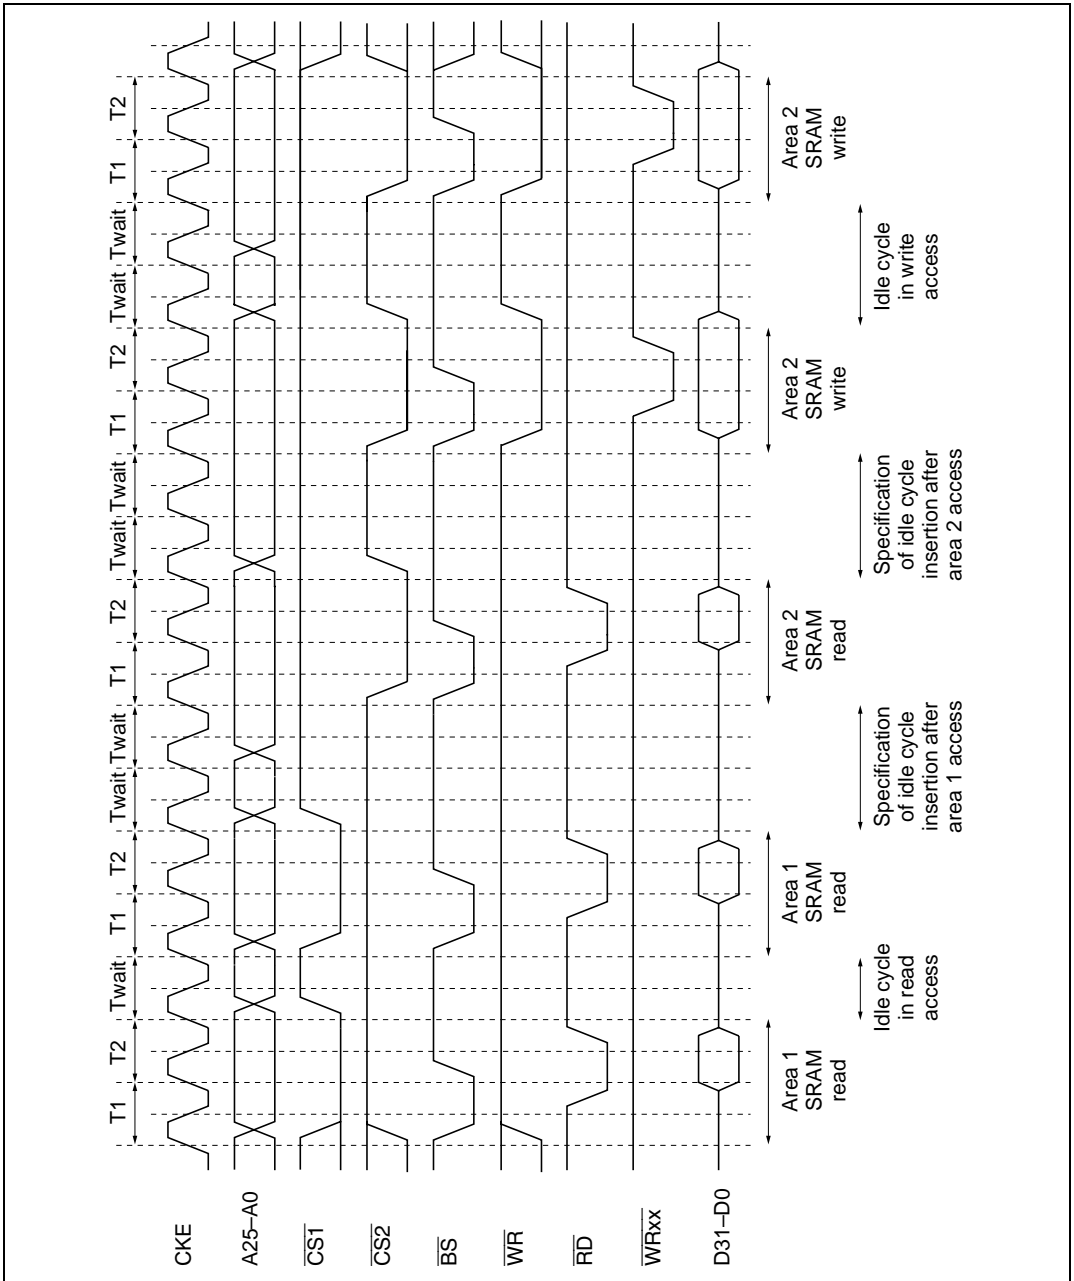 T1
T2
Twait
T1
T2
Twait
Twait
T1
T2
Twait
Twait
T1
T2
Twait
Twait
T1
T2
CKE
A25–A0
CS1
CS2
BS
WR
RD
WRxx
D31–D0
Area 1
SRAM
read
Area 1
SRAM
read
Area 2
SRAM
read
Area 2
SRAM
write
Area 2
SRAM
write
Idle cycle
in read
access
Specification
of idle cycle
insertion after
area 1 access
Specification
of idle cycle
insertion after
area 2 access
Idle cycle
in write
access